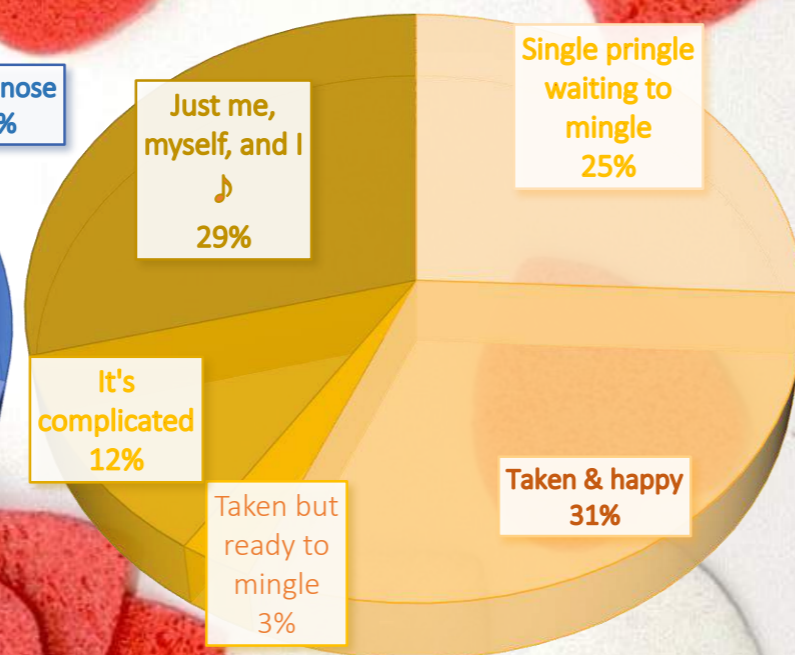 nose
%
Just me,
myself, and I
♪
29%
Single pringle
waiting to
mingle
25%
It's
complicated
12%
Taken but
ready to
mingle
3%
Taken & happy
31%